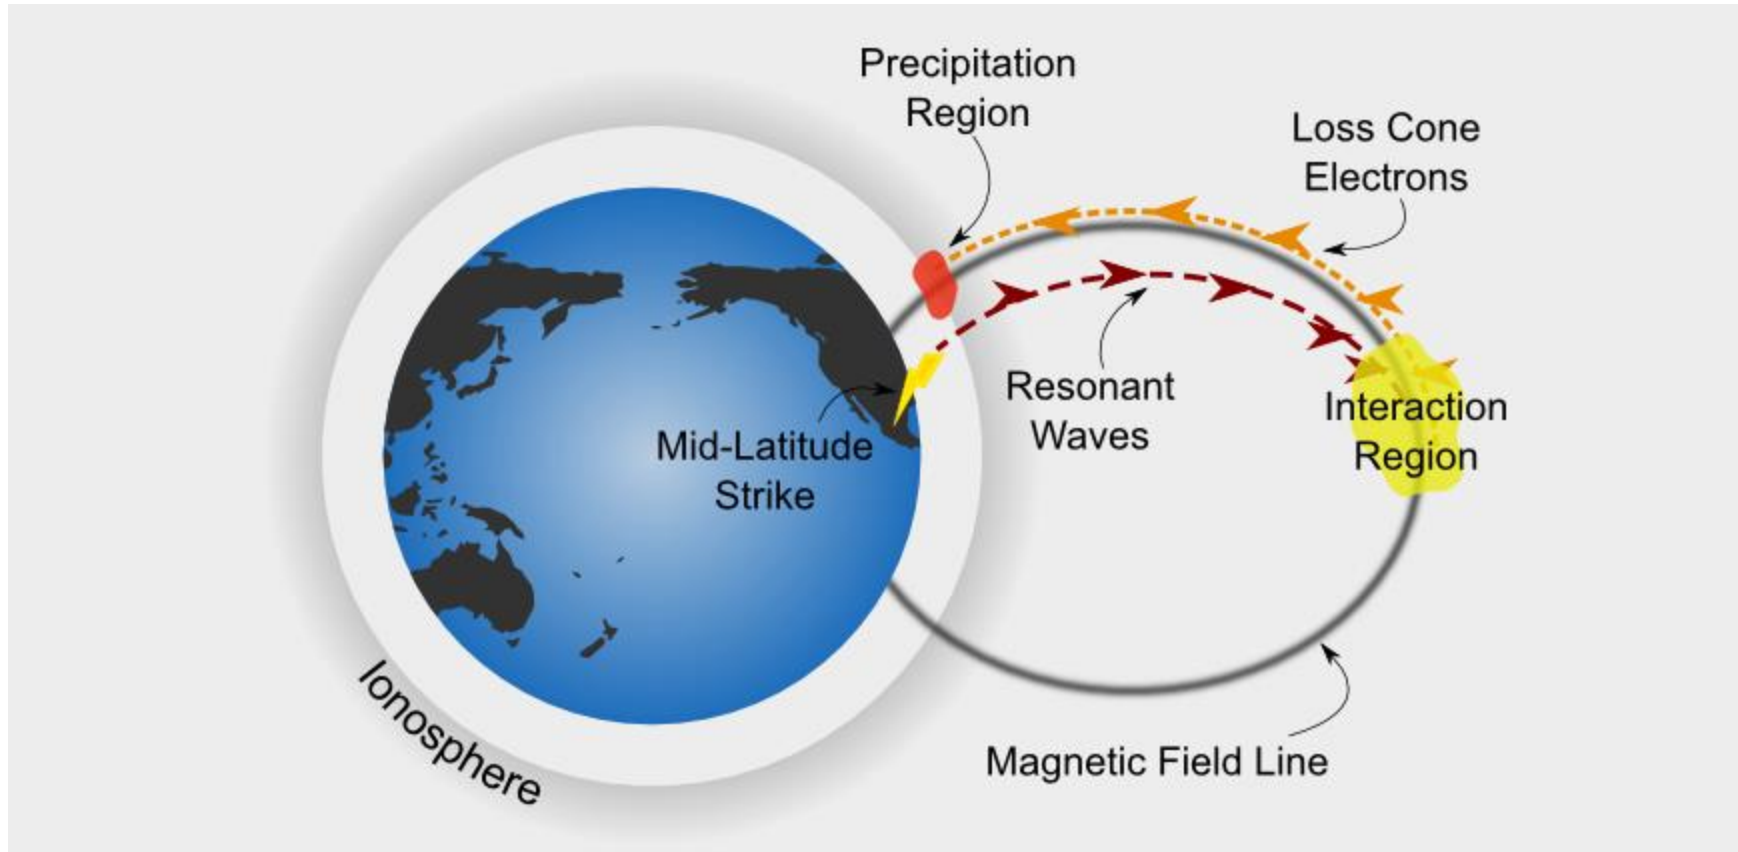 Precipitation
Region
Loss Cone
Electrons
Resonant
Waves
Interaction
Region
Mid-Latitude
Strike
Ionosphere
Magnetic Field Line